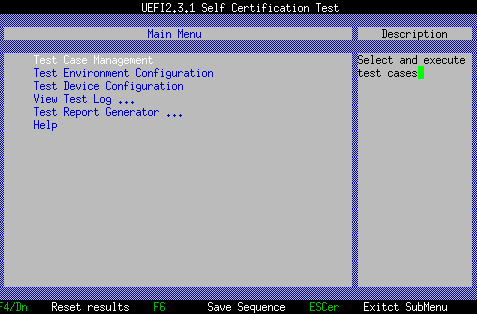 UEFI2.3.1 Self Certification Test
Main Menu
Description
Test Case Management
Test Environment Configuration
Test Device Configuration
View Test Log ...
Test Report Generator ...
Help
Select and execute
test cases
F4/Dn Reset results F6 Save Sequence ESCer Exitct SubMenu